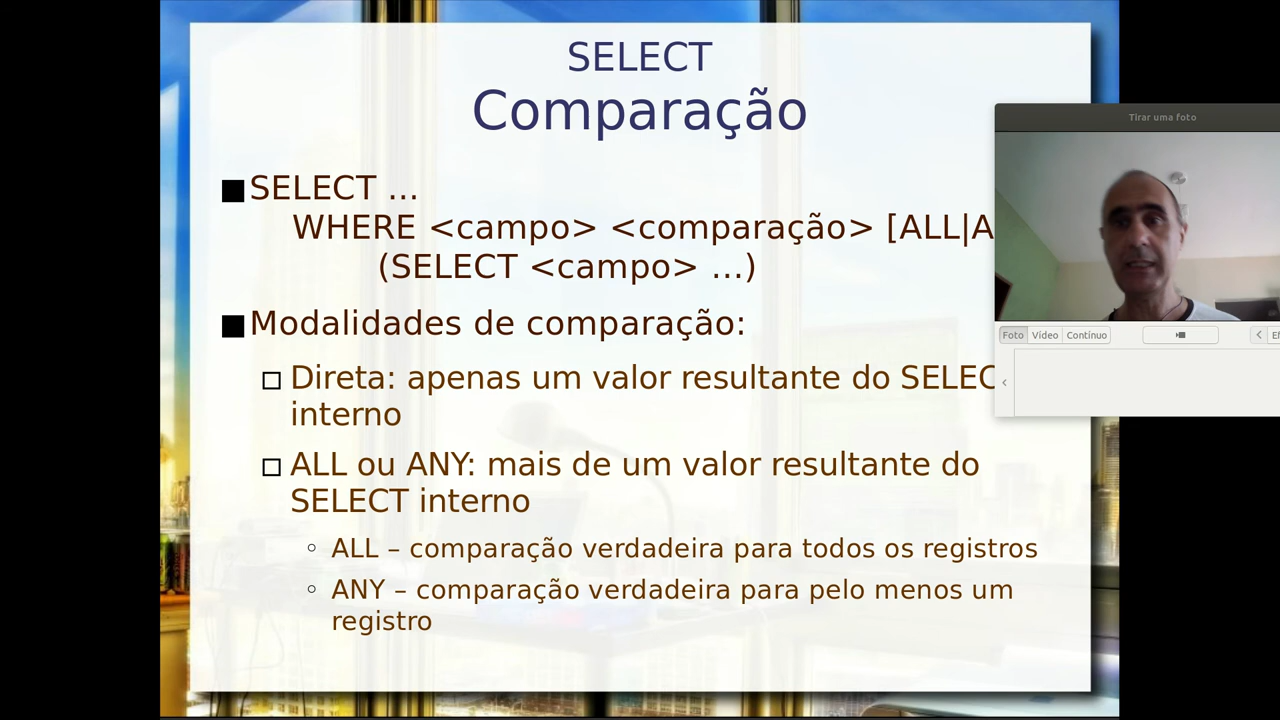 SELECT
Comparação
■SELECT ...
WHERE <campo> <comparação> [ALL|A
(SELECT <campo> ...)
■Modalidades de comparação:
□ Direta: apenas um valor resultante do SELEC
interno
□ ALL ou ANY: mais de um valor resultante do
SELECT interno
◦ ALL – comparação verdadeira para todos os registros
◦ ANY – comparação verdadeira para pelo menos um
registro
Tirar uma foto
Foto Vídeo Contínuo